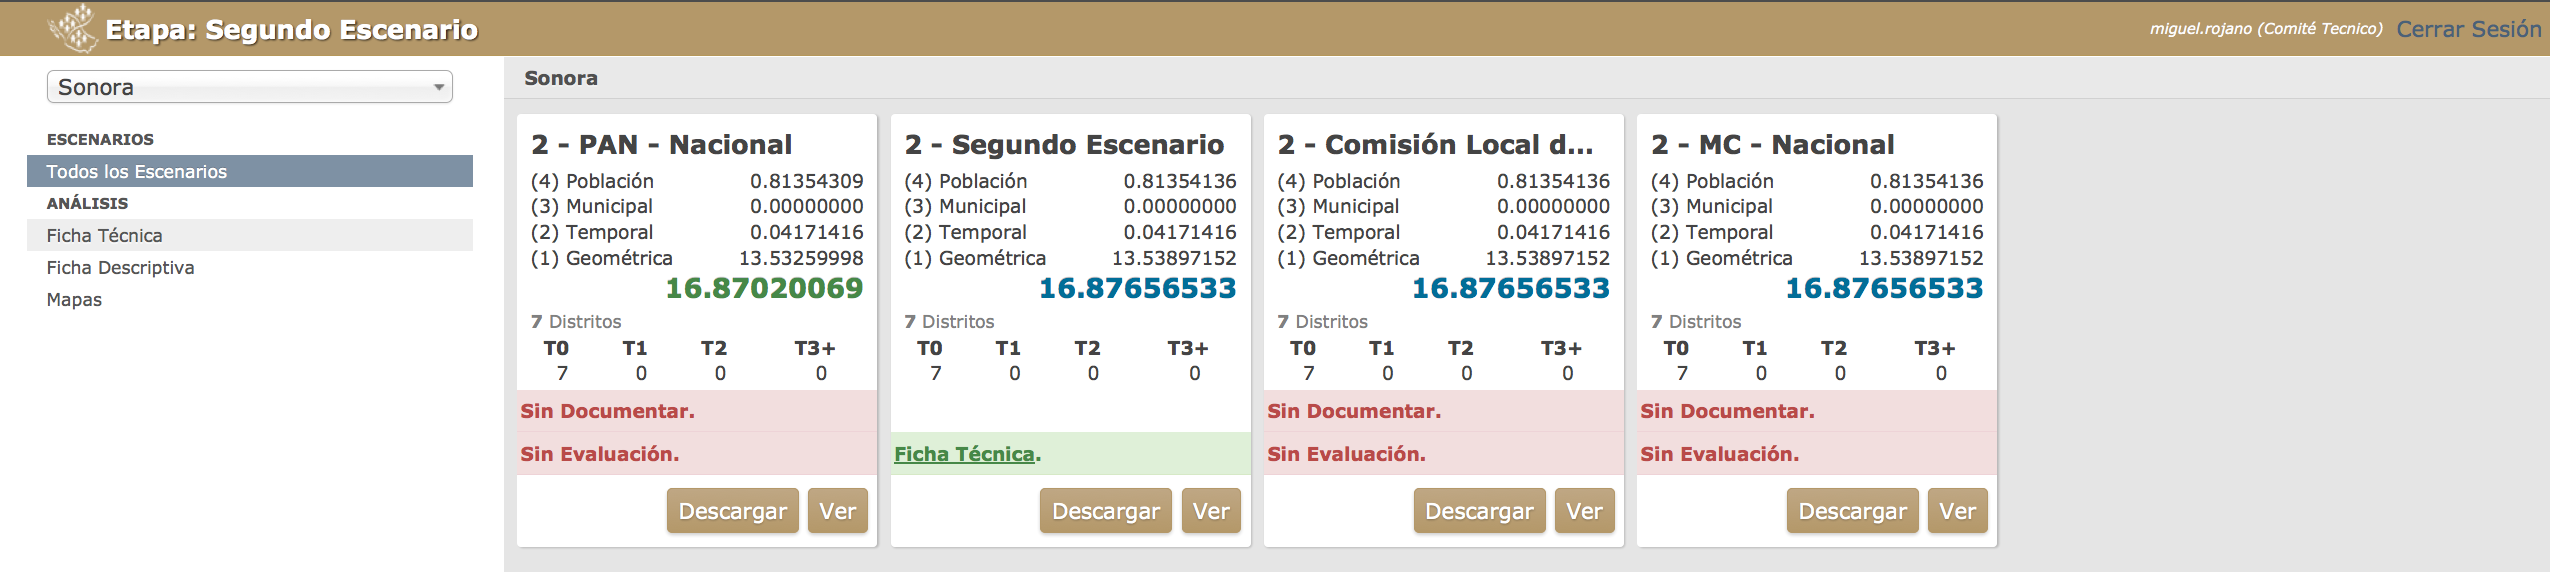 Etapa: Segundo Escenario
miguel.rojano (Comité Tecnico) Cerrar Sesión
Sonora
ESCENARIOS
Todos los Escenarios
ANÁLISIS
Ficha Técnica
Ficha Descriptiva
Mapas
Sonora
2 - PAN - Nacional
(4) Población 0.81354309
(3) Municipal 0.00000000
(2) Temporal 0.04171416
(1) Geométrica 13.53259998
16.87020069
7 Distritos
T0 T1 T2 T3+
7 0 0 0
Sin Documentar.
Sin Evaluación.
Descargar Ver
2 - Segundo Escenario
(4) Población 0.81354136
(3) Municipal 0.00000000
(2) Temporal 0.04171416
(1) Geométrica 13.53897152
16.87656533
7 Distritos
T0 T1 T2 T3+
7 0 0 0
Ficha Técnica.
Descargar Ver
2 - Comisión Local d...
(4) Población 0.81354136
(3) Municipal 0.00000000
(2) Temporal 0.04171416
(1) Geométrica 13.53897152
16.87656533
7 Distritos
T0 T1 T2 T3+
7 0 0 0
Sin Documentar.
Sin Evaluación.
Descargar Ver
2 - MC - Nacional
(4) Población 0.81354136
(3) Municipal 0.00000000
(2) Temporal 0.04171416
(1) Geométrica 13.53897152
16.87656533
7 Distritos
T0 T1 T2 T3+
7 0 0 0
Sin Documentar.
Sin Evaluación.
Descargar Ver